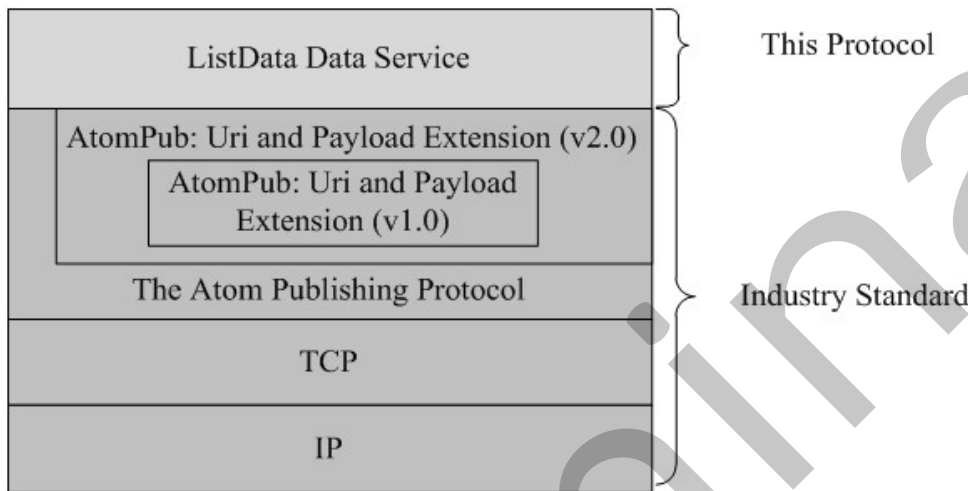 ListData Data Service
This Protocol
AtomPub: Uri and Payload Extension (v2.0)
AtomPub: Uri and Payload
Extension (v1.0)
The Atom Publishing Protocol
Industry Standard
TCP
IP